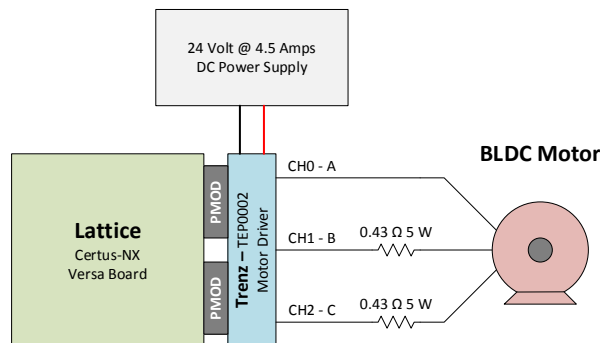 24 Volt @ 4.5 Amps
DC Power Supply
Lattice
Certus-NX
Versa Board
PMOD
PMOD
Trenz – TEP0002
Motor Driver
CH0 - A
CH1 - B
0.43 Ω 5 W
CH2 - C
0.43 Ω 5 W
BLDC Motor